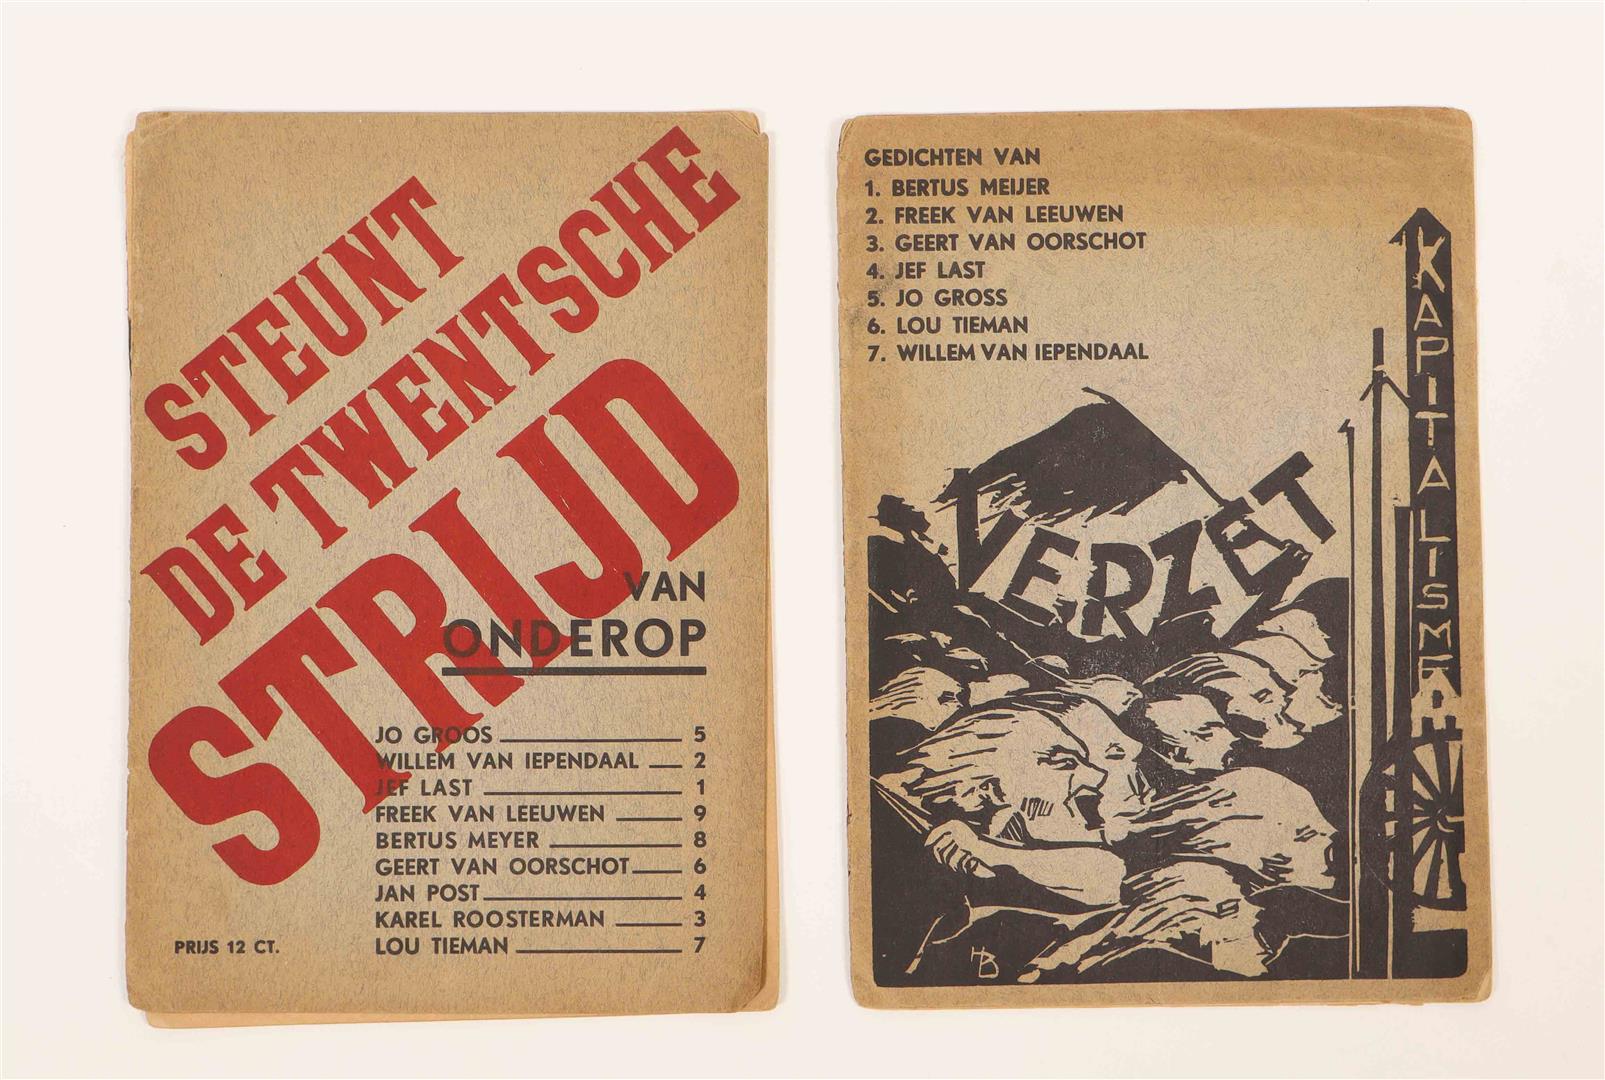 STEUNT
DE TWENTSCHE
STRIJD
VAN
ONDEROP
JO GROOS 5
WILLEM VAN IEPENDAAL 2
JEF LAST 1
FREEK VAN LEEUWEN 9
BERTUS MEYER 8
GEERT VAN OORSCHOT 6
JAN POST 4
KAREL ROOSTERMAN 3
LOU TIEMAN 7
PRIJS 12 CT.
GEDICHTEN VAN
1. BERTUS MEIJER
2. FREEK VAN LEEUWEN
3. GEERT VAN OORSCHOT
4. JEF LAST
5. JO GROSS
6. LOU TIEMAN
7. WILLEM VAN IEPENDAAL
VERZET
KAPITALISME
HB